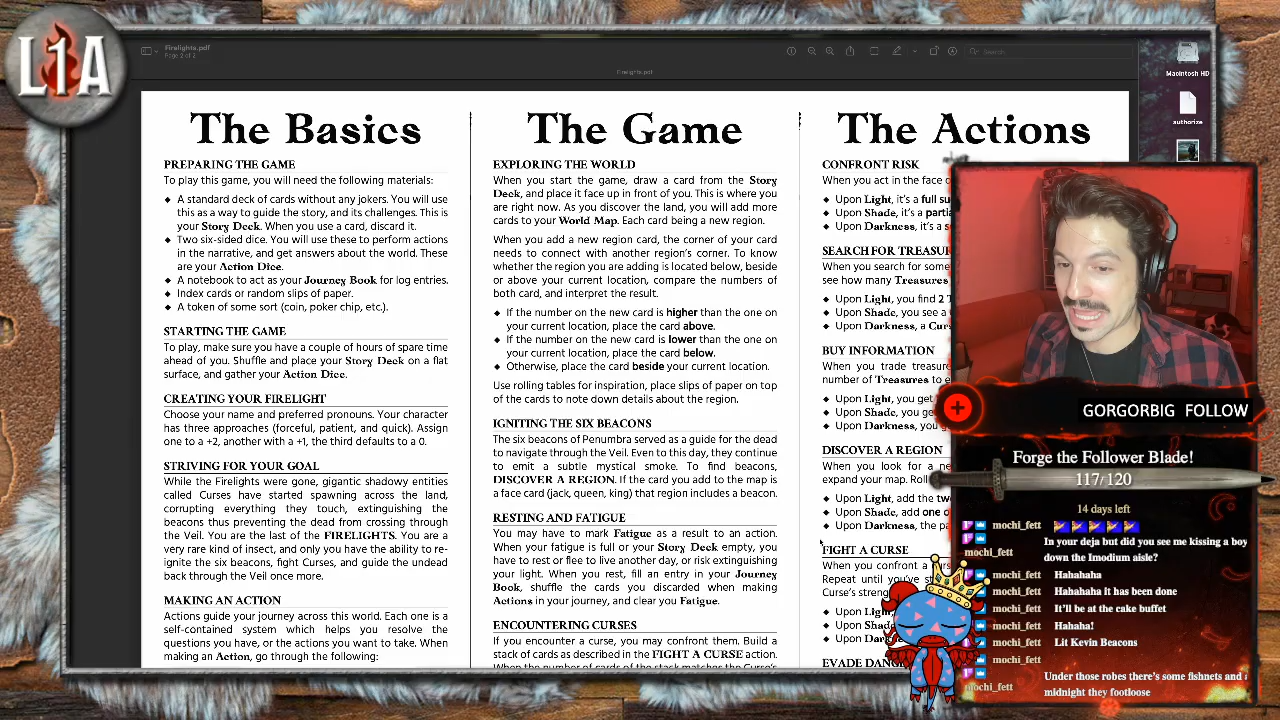 L1A
Firelights.pdf
Page 2 of 2
Search
Firelights.pdf
Macintosh HD
authorize
The Basics
PREPARING THE GAME
To play this game, you will need the following materials:
◆ A standard deck of cards without any jokers. You will use
this as a way to guide the story, and its challenges. This is
your Story Deck. When you use a card, discard it.
◆ Two six-sided dice. You will use these to perform actions
in the narrative, and get answers about the world. These
are your Action Dice.
◆ A notebook to act as your Journey Book for log entries.
◆ Index cards or random slips of paper.
◆ A token of some sort (coin, poker chip, etc.).
STARTING THE GAME
To play, make sure you have a couple of hours of spare time
ahead of you. Shuffle and place your Story Deck on a flat
surface, and gather your Action Dice.
CREATING YOUR FIRELIGHT
Choose your name and preferred pronouns. Your character
has three approaches (forceful, patient, and quick). Assign
one to a +2, another with a +1, the third defaults to a 0.
STRIVING FOR YOUR GOAL
While the Firelights were gone, gigantic shadowy entities
called Curses have started spawning across the land,
corrupting everything they touch, extinguishing the
beacons thus preventing the dead from crossing through
the Veil. You are the last of the FIRELIGHTS. You are a
very rare kind of insect, and only you have the ability to re-
ignite the six beacons, fight Curses, and guide the undead
back through the Veil once more.
MAKING AN ACTION
Actions guide your journey across this world. Each one is a
self-contained system which helps you resolve the
questions you have, or the actions you want to take. When
making an Action, go through the following:
The Game
EXPLORING THE WORLD
When you start the game, draw a card from the Story
Deck, and place it face up in front of you. This is where you
are right now. As you discover the land, you will add more
cards to your World Map. Each card being a new region.
When you add a new region card, the corner of your card
needs to connect with another region's corner. To know
whether the region you are adding is located below, beside
or above your current location, compare the numbers of
both card, and interpret the result.
◆ If the number on the new card is higher than the one on
your current location, place the card above.
◆ If the number on the new card is lower than the one on
your current location, place the card below.
◆ Otherwise, place the card beside your current location.
Use rolling tables for inspiration, place slips of paper on top
of the cards to note down details about the region.
IGNITING THE SIX BEACONS
The six beacons of Penumbra served as a guide for the dead
to navigate through the Veil. Even to this day, they continue
to emit a subtle mystical smoke. To find beacons,
DISCOVER A REGION. If the card you add to the map is
a face card (jack, queen, king) that region includes a beacon.
RESTING AND FATIGUE
You may have to mark Fatigue as a result to an action.
When your fatigue is full or your Story Deck empty, you
have to rest or flee to live another day, or risk extinguishing
your light. When you rest, fill an entry in your Journey
Book, shuffle the cards you discarded when making
Actions in your journey, and clear you Fatigue.
ENCOUNTERING CURSES
If you encounter a curse, you may confront them. Build a
stack of cards as described in the FIGHT A CURSE action.
When the number of cards of the stack matches the Curse's
The Actions
CONFRONT RISK
When you act in the face o
◆ Upon Light, it's a full su
◆ Upon Shade, it's a partia
◆ Upon Darkness, it's a s
SEARCH FOR TREASUR
When you search for some
see how many Treasures
◆ Upon Light, you find 2 T
◆ Upon Shade, you see a
◆ Upon Darkness, a Curs
BUY INFORMATION
When you trade treasure
number of Treasures to e
◆ Upon Light, you get
◆ Upon Shade, you ge
◆ Upon Darkness, you
DISCOVER A REGION
When you look for a ne
expand your map. Roll
◆ Upon Light, add the tw
◆ Upon Shade, add one o
◆ Upon Darkness, the pa
FIGHT A CURSE
When you confront a
Repeat until you've st
Curse's streng
◆ Upon Ligh
◆ Upon Shad
◆ Upon Dark
EVADE DANG
GORGORBIG FOLLOW
Forge the Follower Blade!
117/120
14 days left
mochi_fett
mochi_fett In your deja but did you see me kissing a boy
down the Imodium aisle?
mochi_fett Hahahaha
mochi_fett Hahahaha it has been done
mochi_fett It'll be at the cake buffet
mochi_fett Hahaha!
mochi_fett Lit Kevin Beacons
mochi_fett
mochi_fett Under those robes there's some fishnets and
midnight they footloose